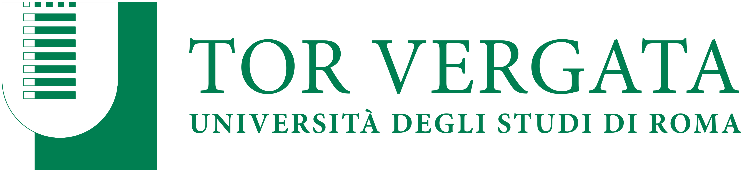 TOR VERGATA
UNIVERSITÀ DEGLI STUDI DI ROMA